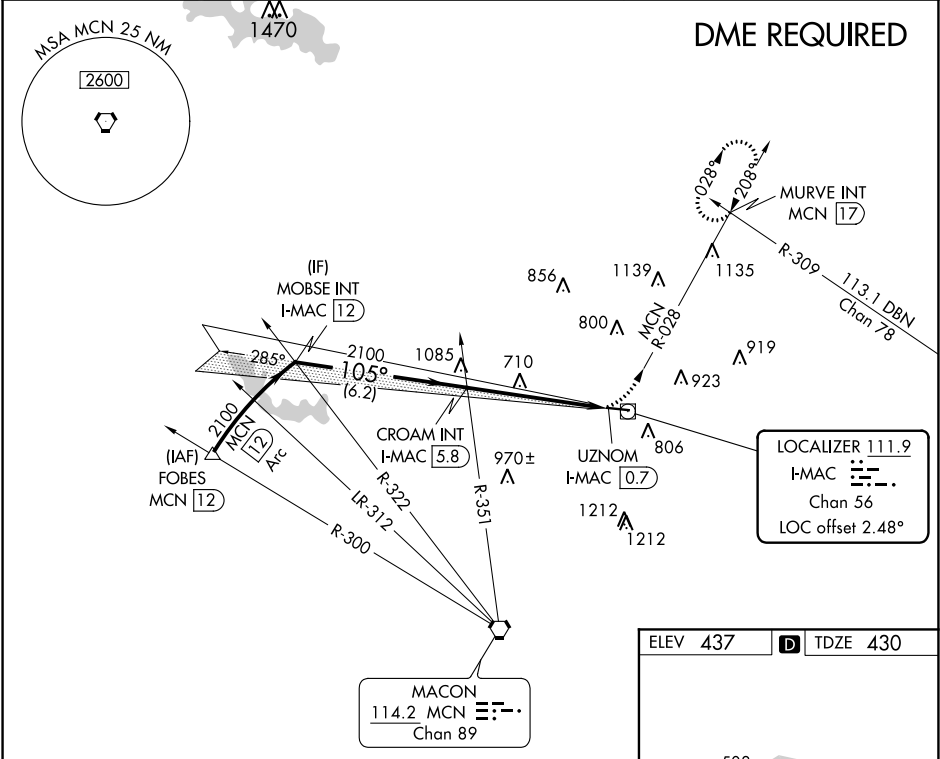 MSA MCN 25 NM
2600
1470
DME REQUIRED
028°
208°
MURVE INT
MCN 17
R-309
113.1 DBN
Chan 78
856
1139
1135
MCN
R-028
800
919
923
(IF)
MOBSE INT
I-MAC 12
285°
2100
105°
(6.2)
1085
710
2100
MCN
12
Arc
(IAF)
FOBES
MCN 12
CROAM INT
I-MAC 5.8
970±
UZNOM
I-MAC 0.7
806
LOCALIZER 111.9
I-MAC
Chan 56
LOC offset 2.48°
R-322
LR-312
R-300
R-351
1212
1212
MACON
114.2 MCN
Chan 89
ELEV 437
D
TDZE 430